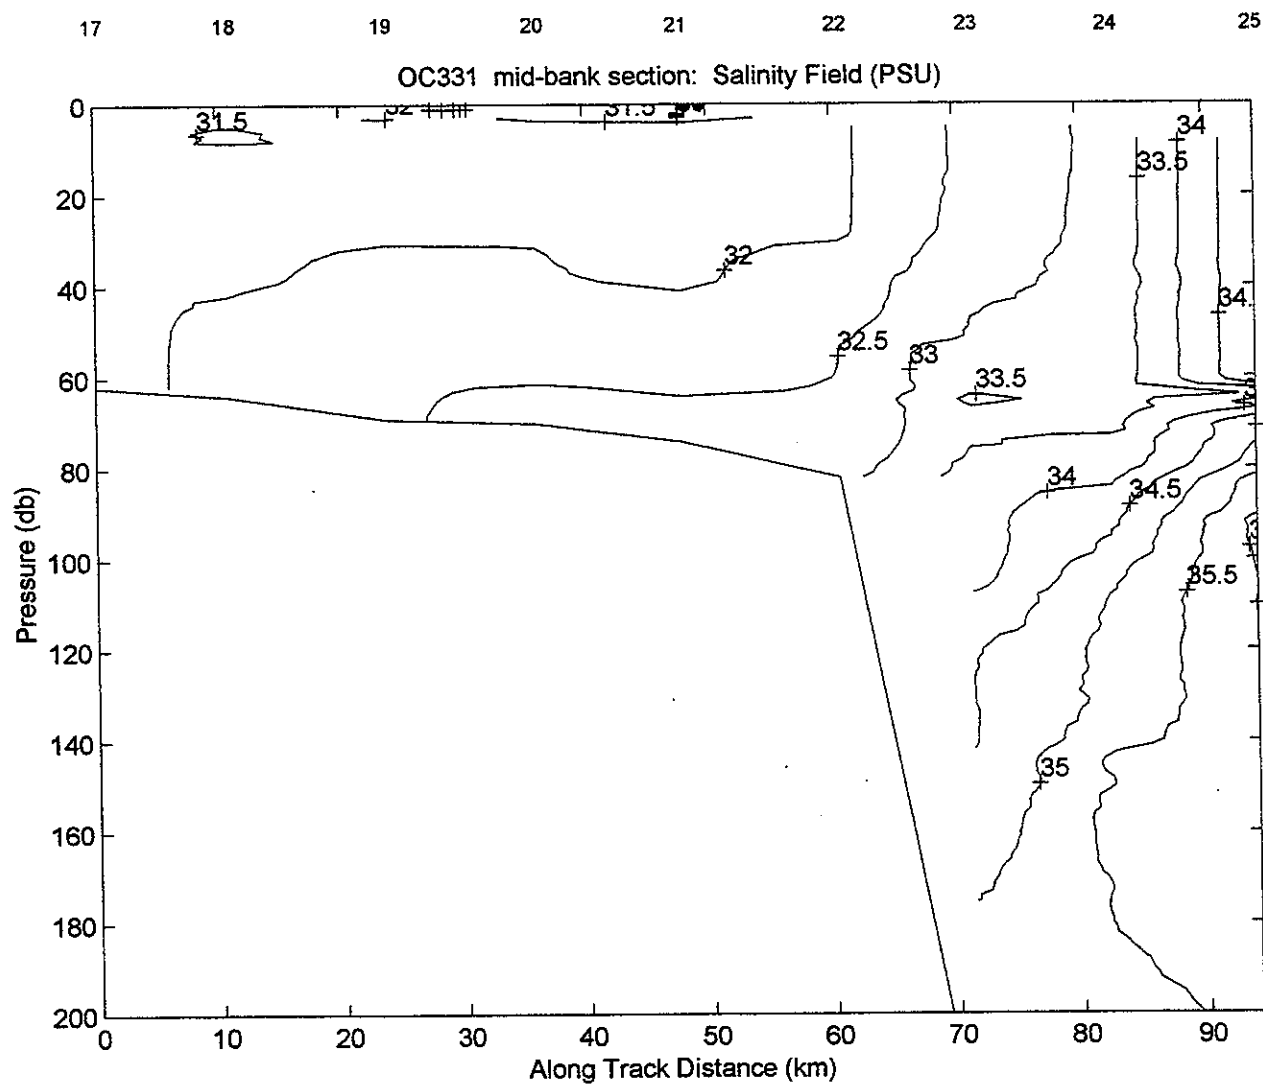 17 18 19 20 21 22 23 24 25
OC331 mid-bank section: Salinity Field (PSU)
0 32 31.5
31.5 34
33.5
20
32
40 34.
32.5 33
60 33.5
80 34 34.5
100
35.5
120
140
35
160
180
200
0 10 20 30 40 50 60 70 80 90
Pressure (db)
Along Track Distance (km)